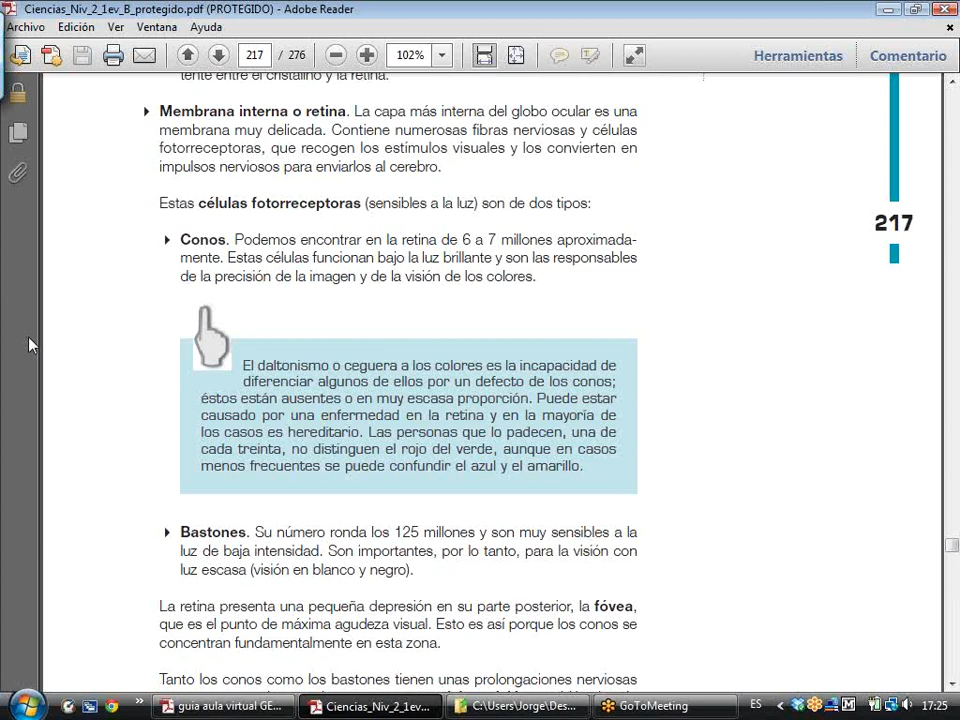 Ciencias_Niv_2_1ev_B_protegido.pdf (PROTEGIDO) - Adobe Reader
Archivo Edición Ver Ventana Ayuda
217 / 276 102% Herramientas Comentario
tente entre el cristalino y la retina.
Membrana interna o retina. La capa más interna del globo ocular es una
membrana muy delicada. Contiene numerosas fibras nerviosas y células
fotorreceptoras, que recogen los estímulos visuales y los convierten en
impulsos nerviosos para enviarlos al cerebro.
Estas células fotorreceptoras (sensibles a la luz) son de dos tipos:
217
Conos. Podemos encontrar en la retina de 6 a 7 millones aproximada-
mente. Estas células funcionan bajo la luz brillante y son las responsables
de la precisión de la imagen y de la visión de los colores.
El daltonismo o ceguera a los colores es la incapacidad de
diferenciar algunos de ellos por un defecto de los conos;
éstos están ausentes o en muy escasa proporción. Puede estar
causado por una enfermedad en la retina y en la mayoría de
los casos es hereditario. Las personas que lo padecen, una de
cada treinta, no distinguen el rojo del verde, aunque en casos
menos frecuentes se puede confundir el azul y el amarillo.
Bastones. Su número ronda los 125 millones y son muy sensibles a la
luz de baja intensidad. Son importantes, por lo tanto, para la visión con
luz escasa (visión en blanco y negro).
La retina presenta una pequeña depresión en su parte posterior, la fóvea,
que es el punto de máxima agudeza visual. Esto es así porque los conos se
concentran fundamentalmente en esta zona.
Tanto los conos como los bastones tienen unas prolongaciones nerviosas
guia aula virtual GE... Ciencias_Niv_2_1ev... C:\Users\Jorge\Des... GoToMeeting ES 17:25